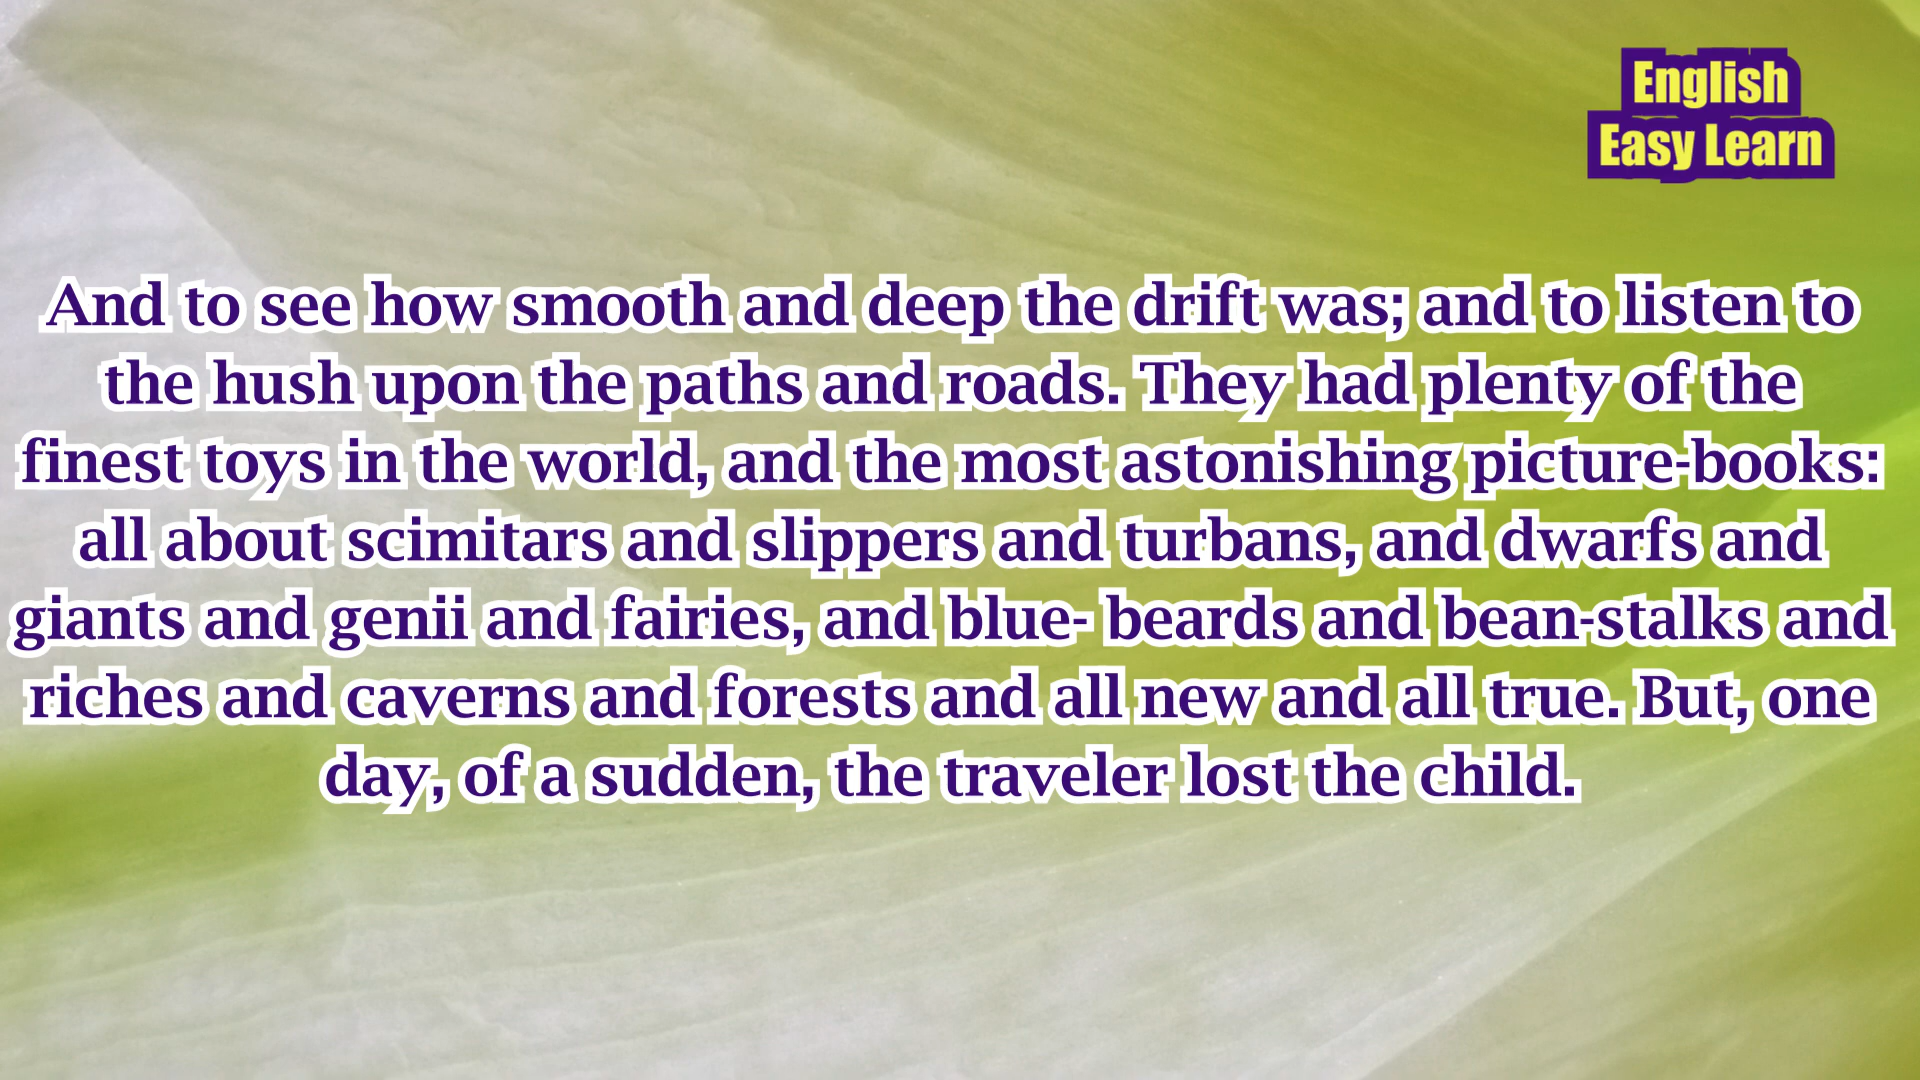 English
Easy Learn
And to see how smooth and deep the drift was; and to listen to
the hush upon the paths and roads. They had plenty of the
finest toys in the world, and the most astonishing picture-books:
all about scimitars and slippers and turbans, and dwarfs and
giants and genii and fairies, and blue- beards and bean-stalks and
riches and caverns and forests and all new and all true. But, one
day, of a sudden, the traveler lost the child.